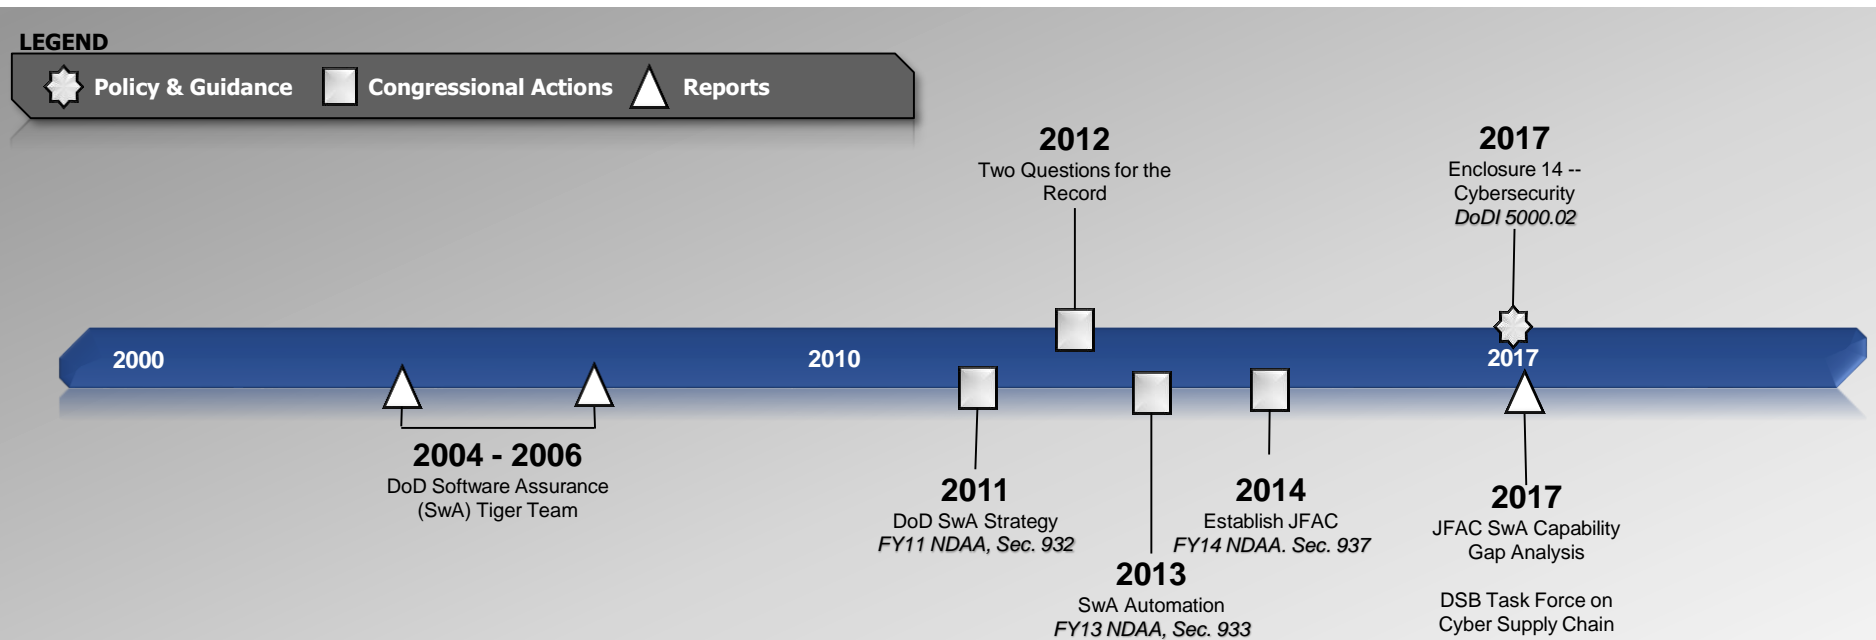 LEGEND
Policy & Guidance
Congressional Actions
Reports
2012
Two Questions for the
Record
2017
Enclosure 14 --
Cybersecurity
DoDI 5000.02
2000
2010
2017
2004 - 2006
DoD Software Assurance
(SwA) Tiger Team
2011
DoD SwA Strategy
FY11 NDAA, Sec. 932
2013
SwA Automation
FY13 NDAA, Sec. 933
2014
Establish JFAC
FY14 NDAA. Sec. 937
2017
JFAC SwA Capability
Gap Analysis
DSB Task Force on
Cyber Supply Chain